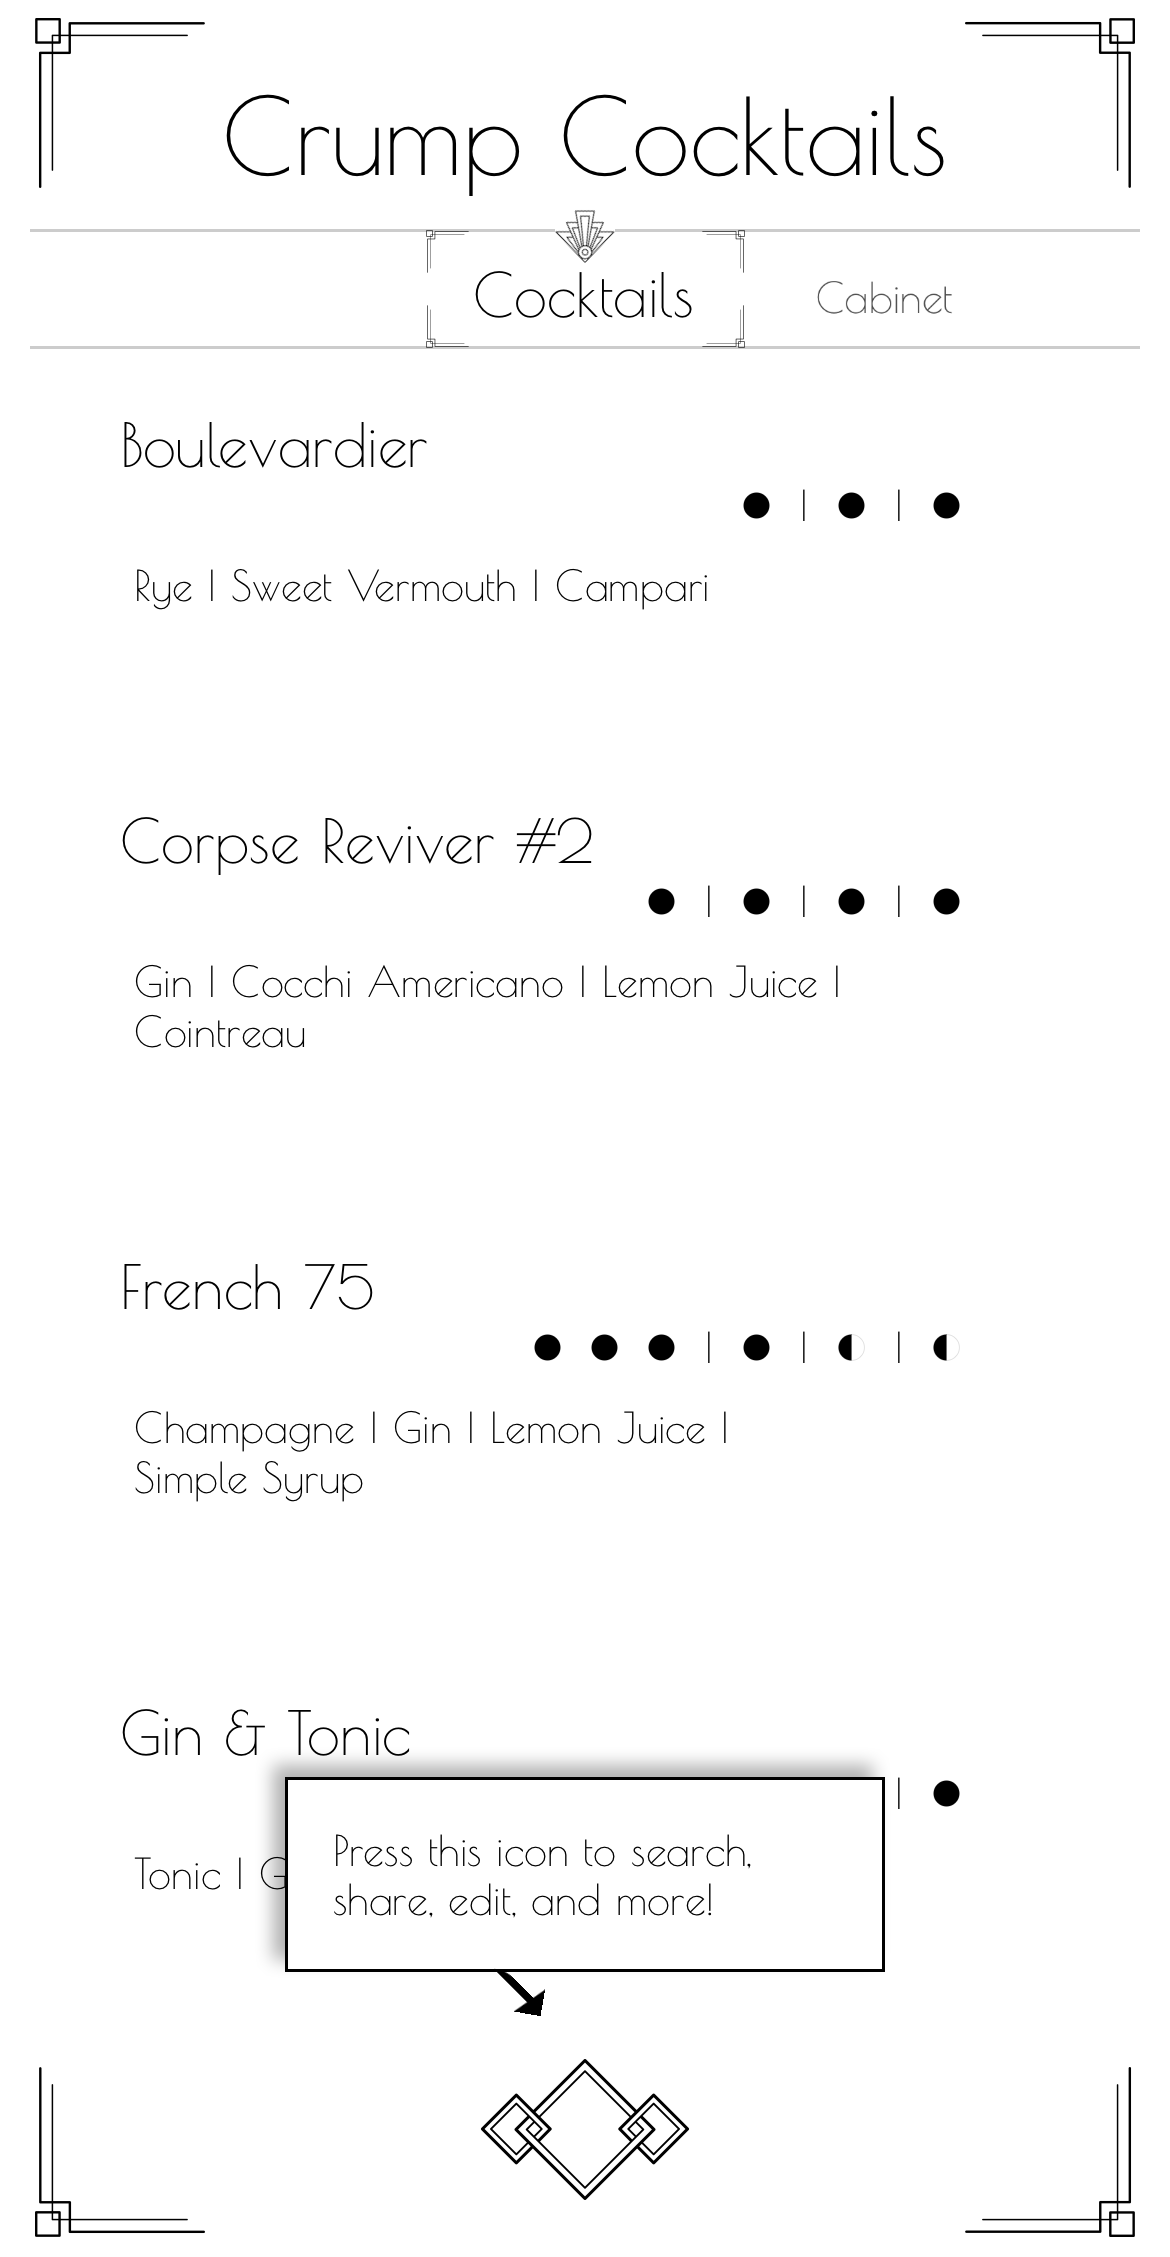 Crump Cocktails
Cocktails Cabinet
Boulevardier
Rye | Sweet Vermouth | Campari
Corpse Reviver #2
Gin | Cocchi Americano | Lemon Juice |
Cointreau
French 75
Champagne | Gin | Lemon Juice |
Simple Syrup
Gin & Tonic
Tonic | G
Press this icon to search,
share, edit, and more!